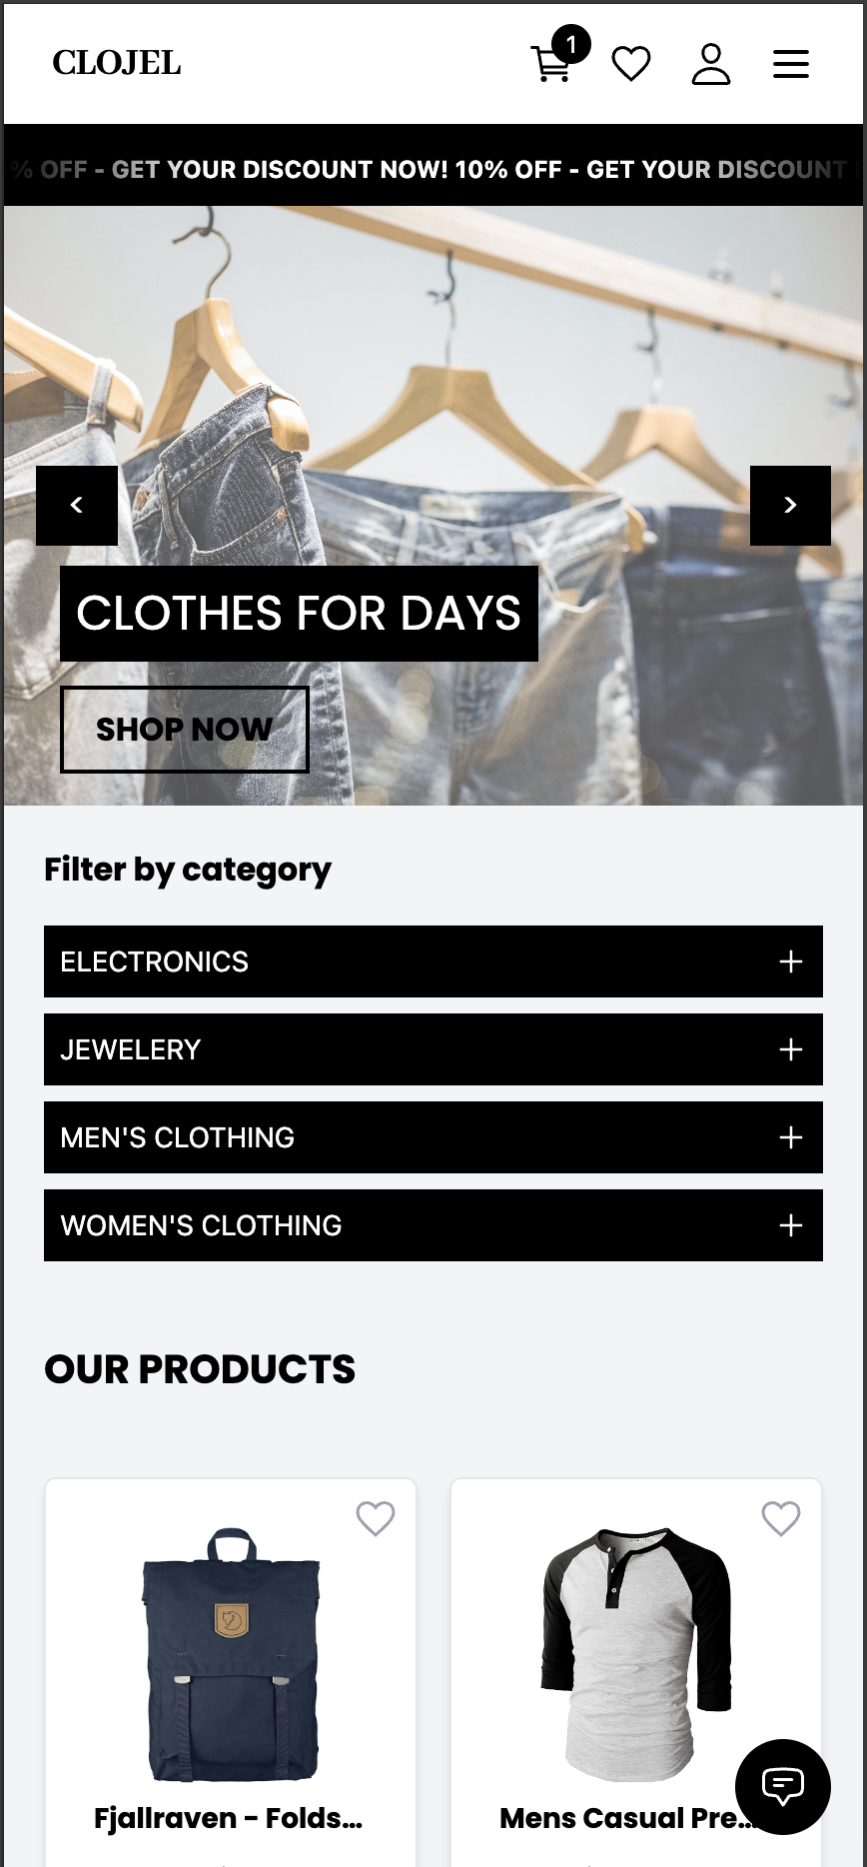 CLOJEL
1
% OFF - GET YOUR DISCOUNT NOW! 10% OFF - GET YOUR DISCOUNT
CLOTHES FOR DAYS
SHOP NOW
Filter by category
ELECTRONICS
JEWELERY
MEN'S CLOTHING
WOMEN'S CLOTHING
OUR PRODUCTS
Fjallraven - Folds...
Mens Casual Pre...